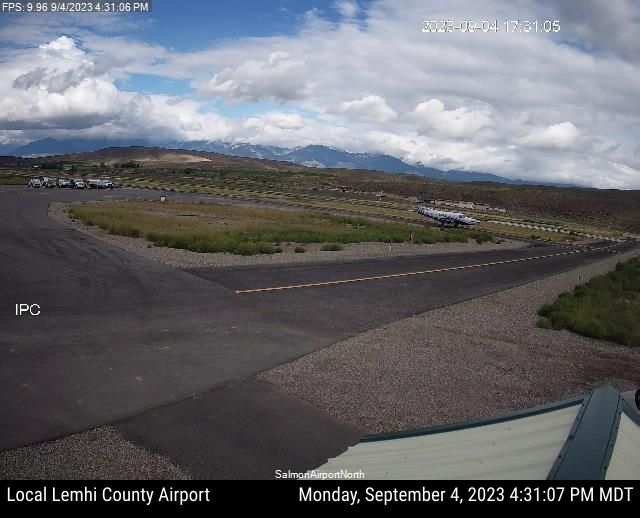 FPS: 9.96 9/4/2023 4:31:06 PM
2023-09-04 17:31:05
IPC
SalmonAirportNorth
Local Lemhi County Airport
Monday, September 4, 2023 4:31:07 PM MDT